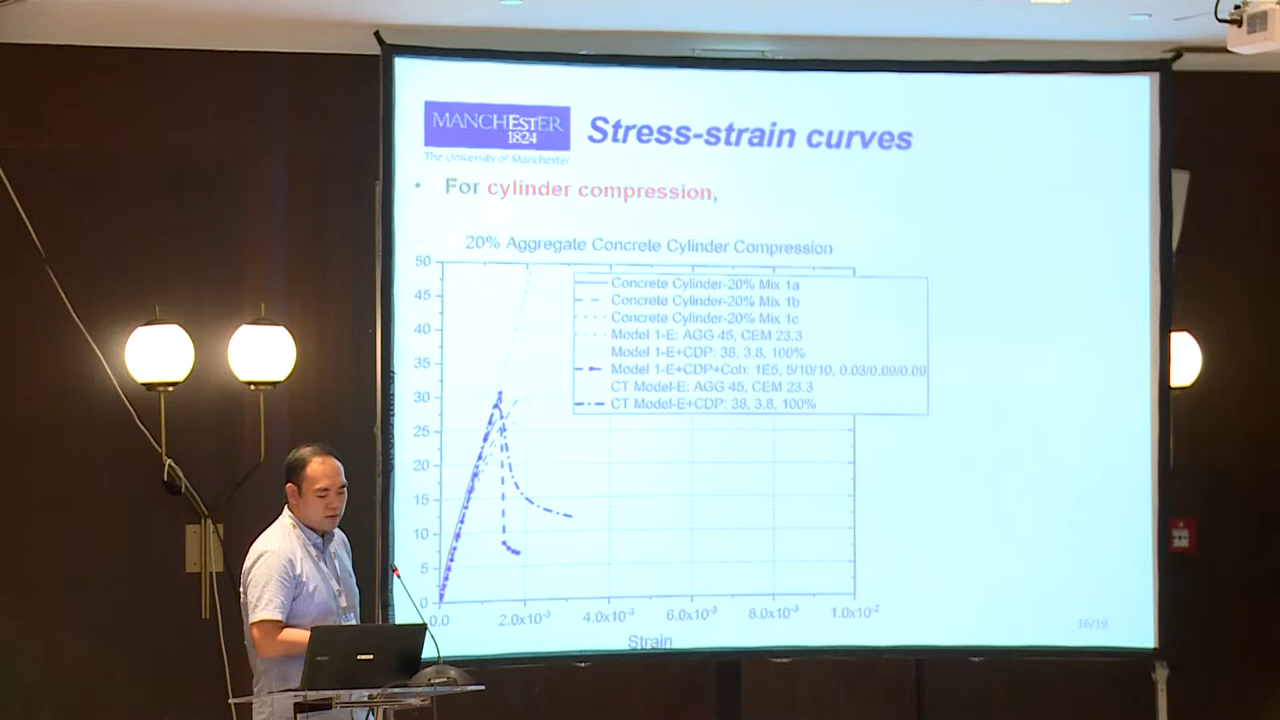 MANCHESTER
1824
The University of Manchester
Stress-strain curves
• For cylinder compression,
20% Aggregate Concrete Cylinder Compression
50
45
40
35
30
25
20
15
10
5
0
Concrete Cylinder-20% Mix 1a
Concrete Cylinder-20% Mix 1b
Concrete Cylinder-20% Mix 1c
Model 1-E: AGG 45, CEM 23.3
Model 1-E+CDP: 38, 3.8, 100%
Model 1-E+CDP+Coh: 1E5, 5/10/10, 0.03/0.09/0.09
CT Model-E: AGG 45, CEM 23.3
CT Model-E+CDP: 38, 3.8, 100%
0.0 2.0x10⁻³ 4.0x10⁻³ 6.0x10⁻³ 8.0x10⁻³ 1.0x10⁻²
Strain
16/19